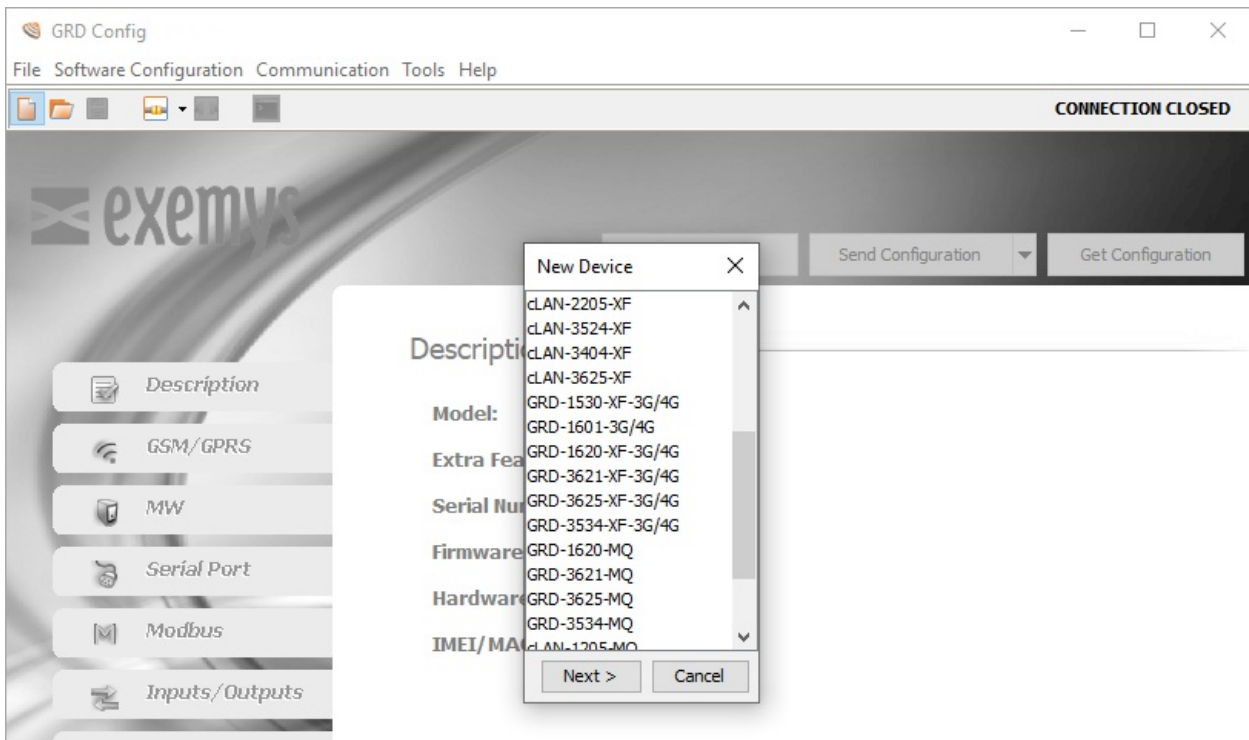 GRD Config
File Software Configuration Communication Tools Help
CONNECTION CLOSED
exemys
Send Configuration
Get Configuration
New Device
cLAN-2205-XF
cLAN-3524-XF
cLAN-3404-XF
cLAN-3625-XF
GRD-1530-XF-3G/4G
GRD-1601-3G/4G
GRD-1620-XF-3G/4G
GRD-3621-XF-3G/4G
GRD-3625-XF-3G/4G
GRD-3534-XF-3G/4G
GRD-1620-MQ
GRD-3621-MQ
GRD-3625-MQ
GRD-3534-MQ
cLAN-1205-MQ
Next >
Cancel
Description
GSM/GPRS
MW
Serial Port
Modbus
Inputs/Outputs
Descripti
Model:
Extra Fea
Serial Nu
Firmware
Hardwar
IMEI/MA